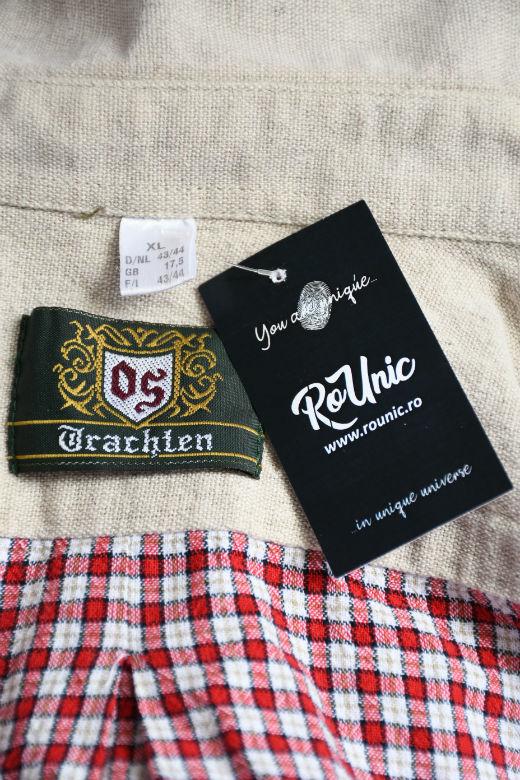 XL
D/NL 43/44
GB 17,5
F/I 43/44
OS
Trachten
You are unique...
RoUnic
www.rounic.ro
...in unique universe